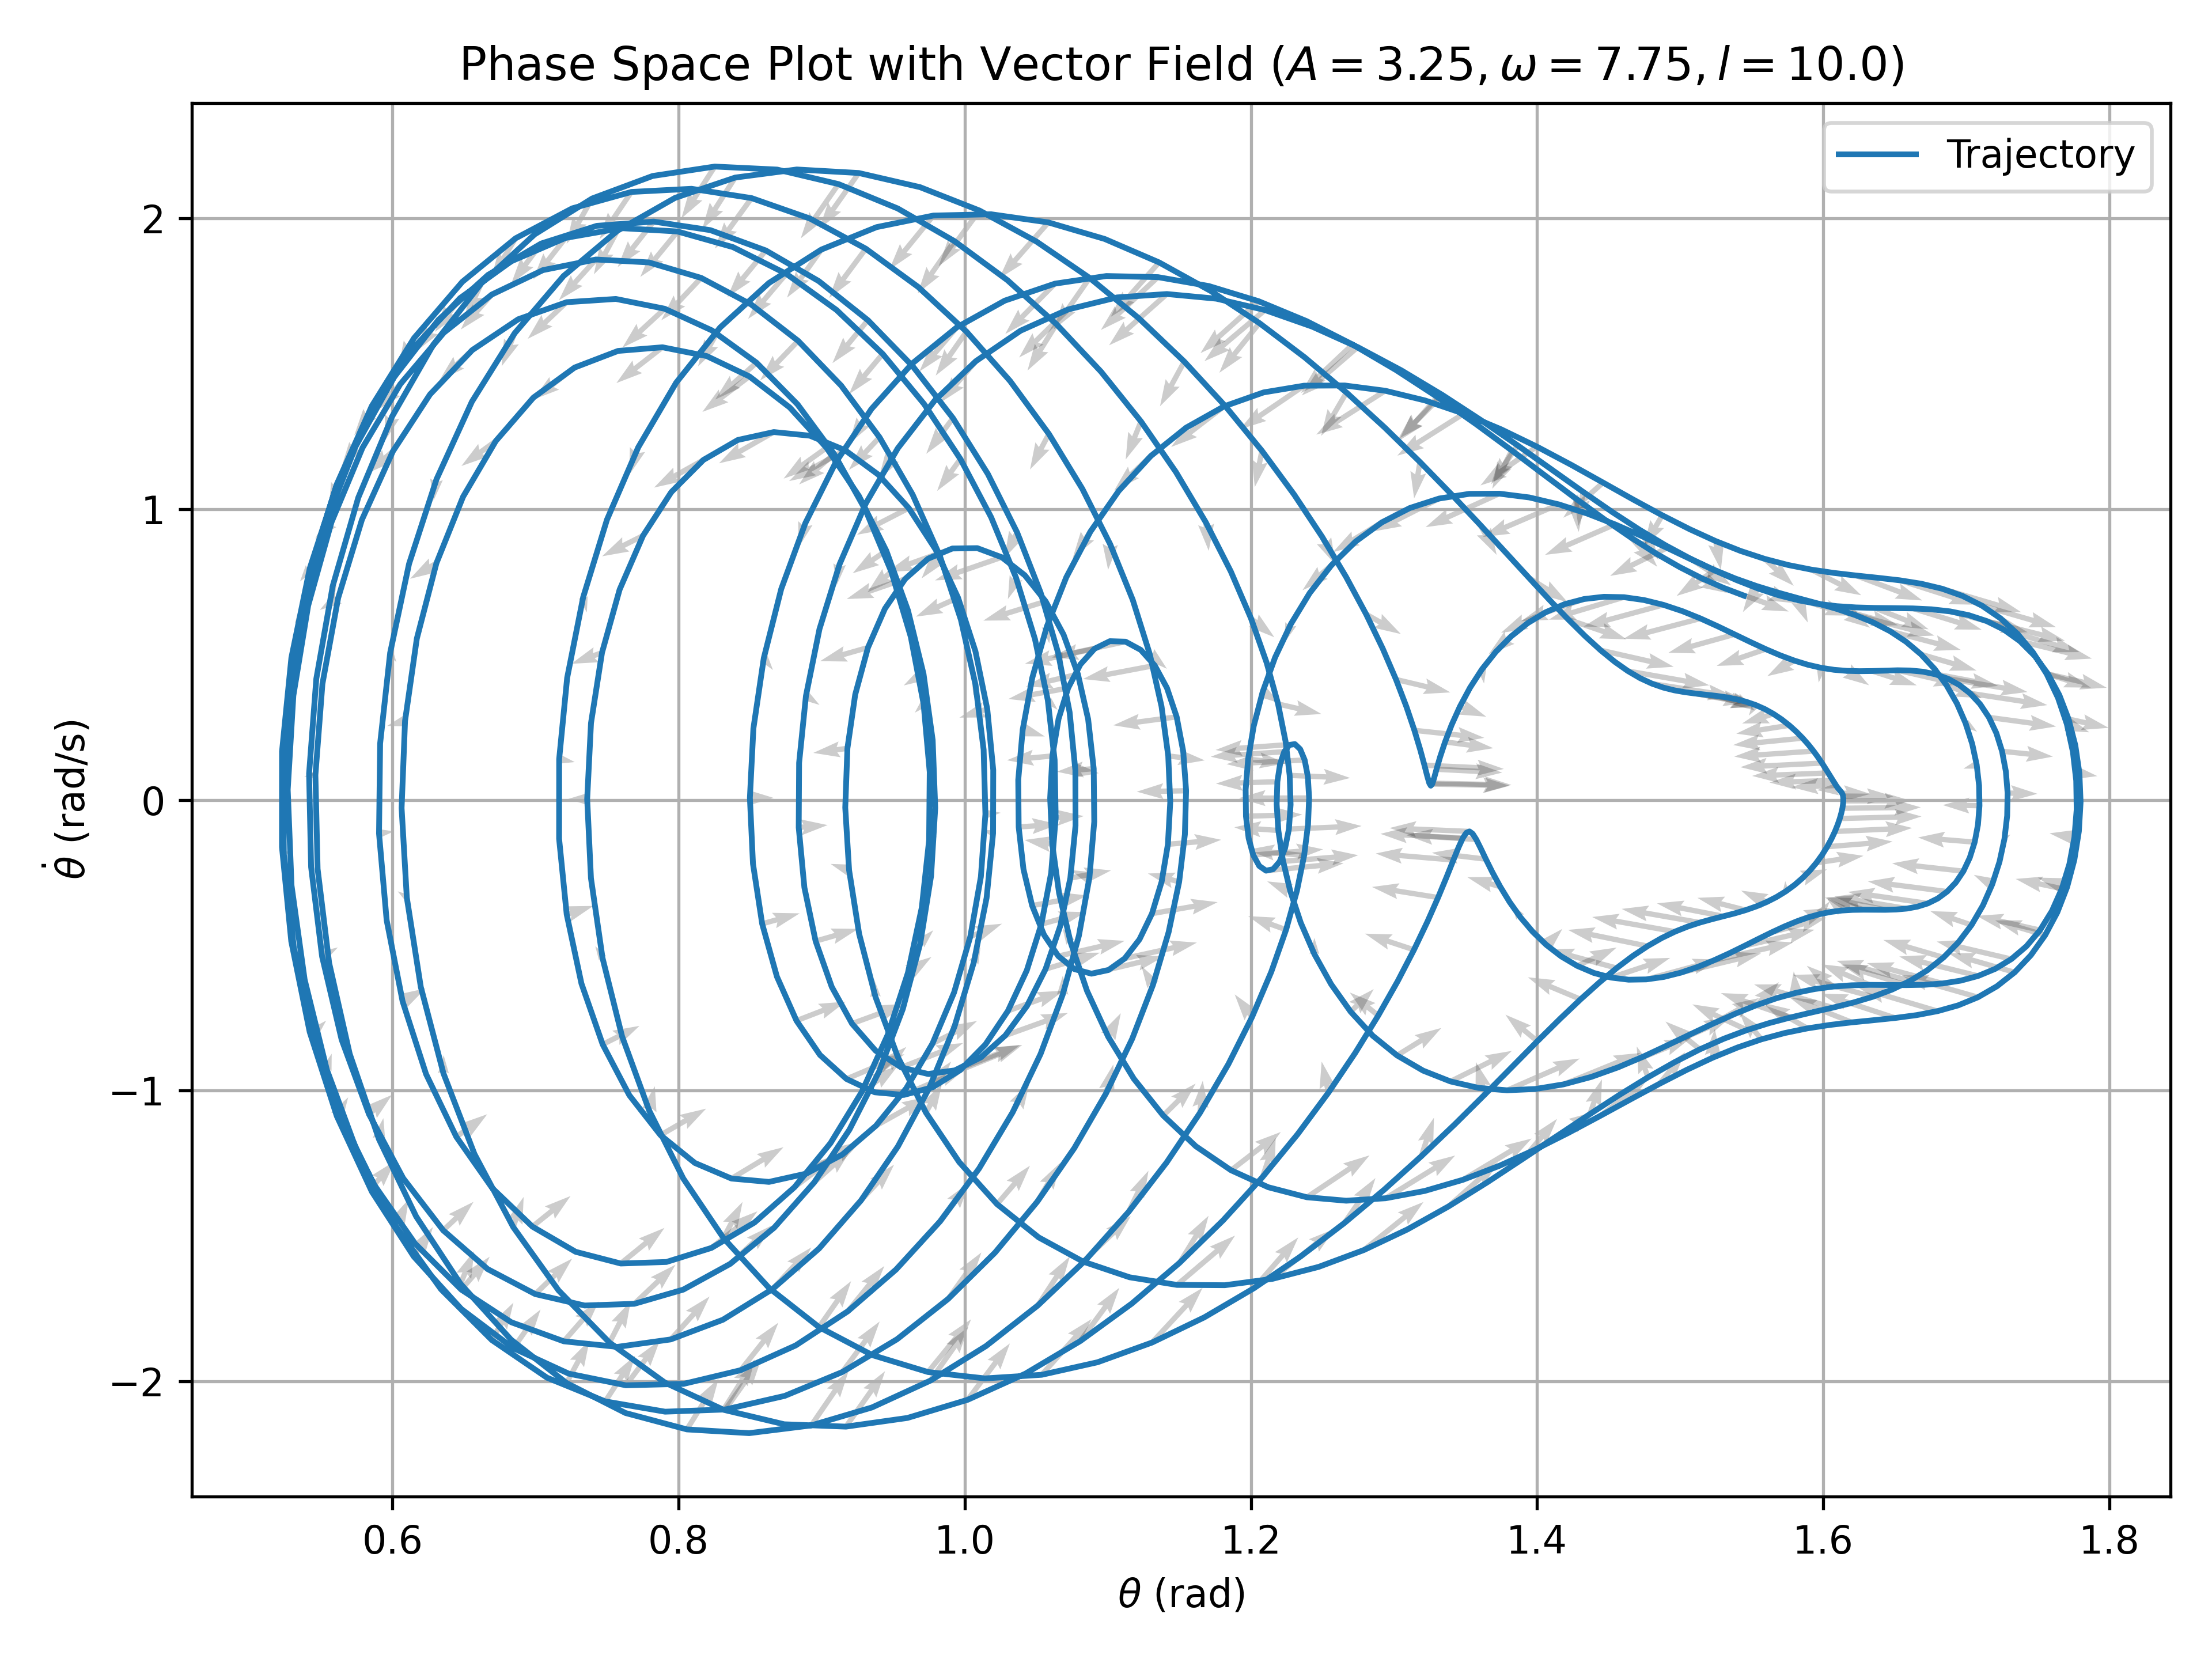 Phase Space Plot with Vector Field (A = 3.25, ω = 7.75, l = 10.0)
Trajectory
2
1
0
−1
−2
θ̇ (rad/s)
0.6 0.8 1.0 1.2 1.4 1.6 1.8
θ (rad)